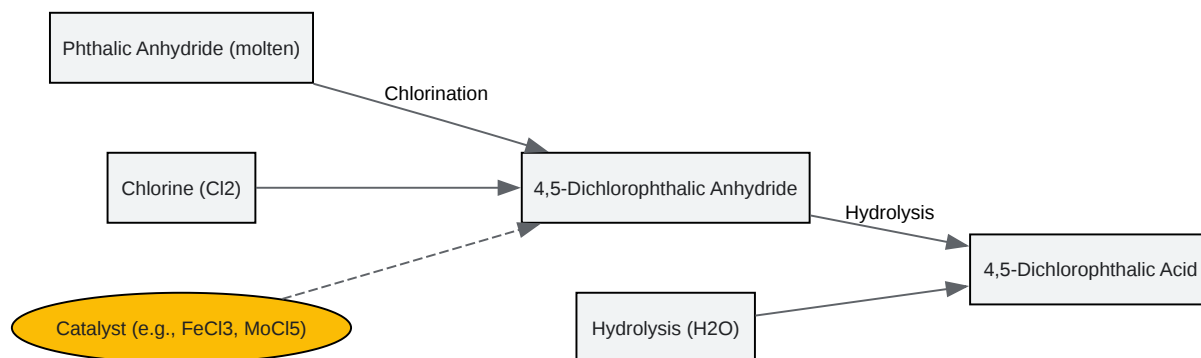 Phthalic Anhydride (molten)
Chlorination
Chlorine (Cl2)
4,5-Dichlorophthalic Anhydride
Hydrolysis
4,5-Dichlorophthalic Acid
Catalyst (e.g., FeCl3, MoCl5)
Hydrolysis (H2O)